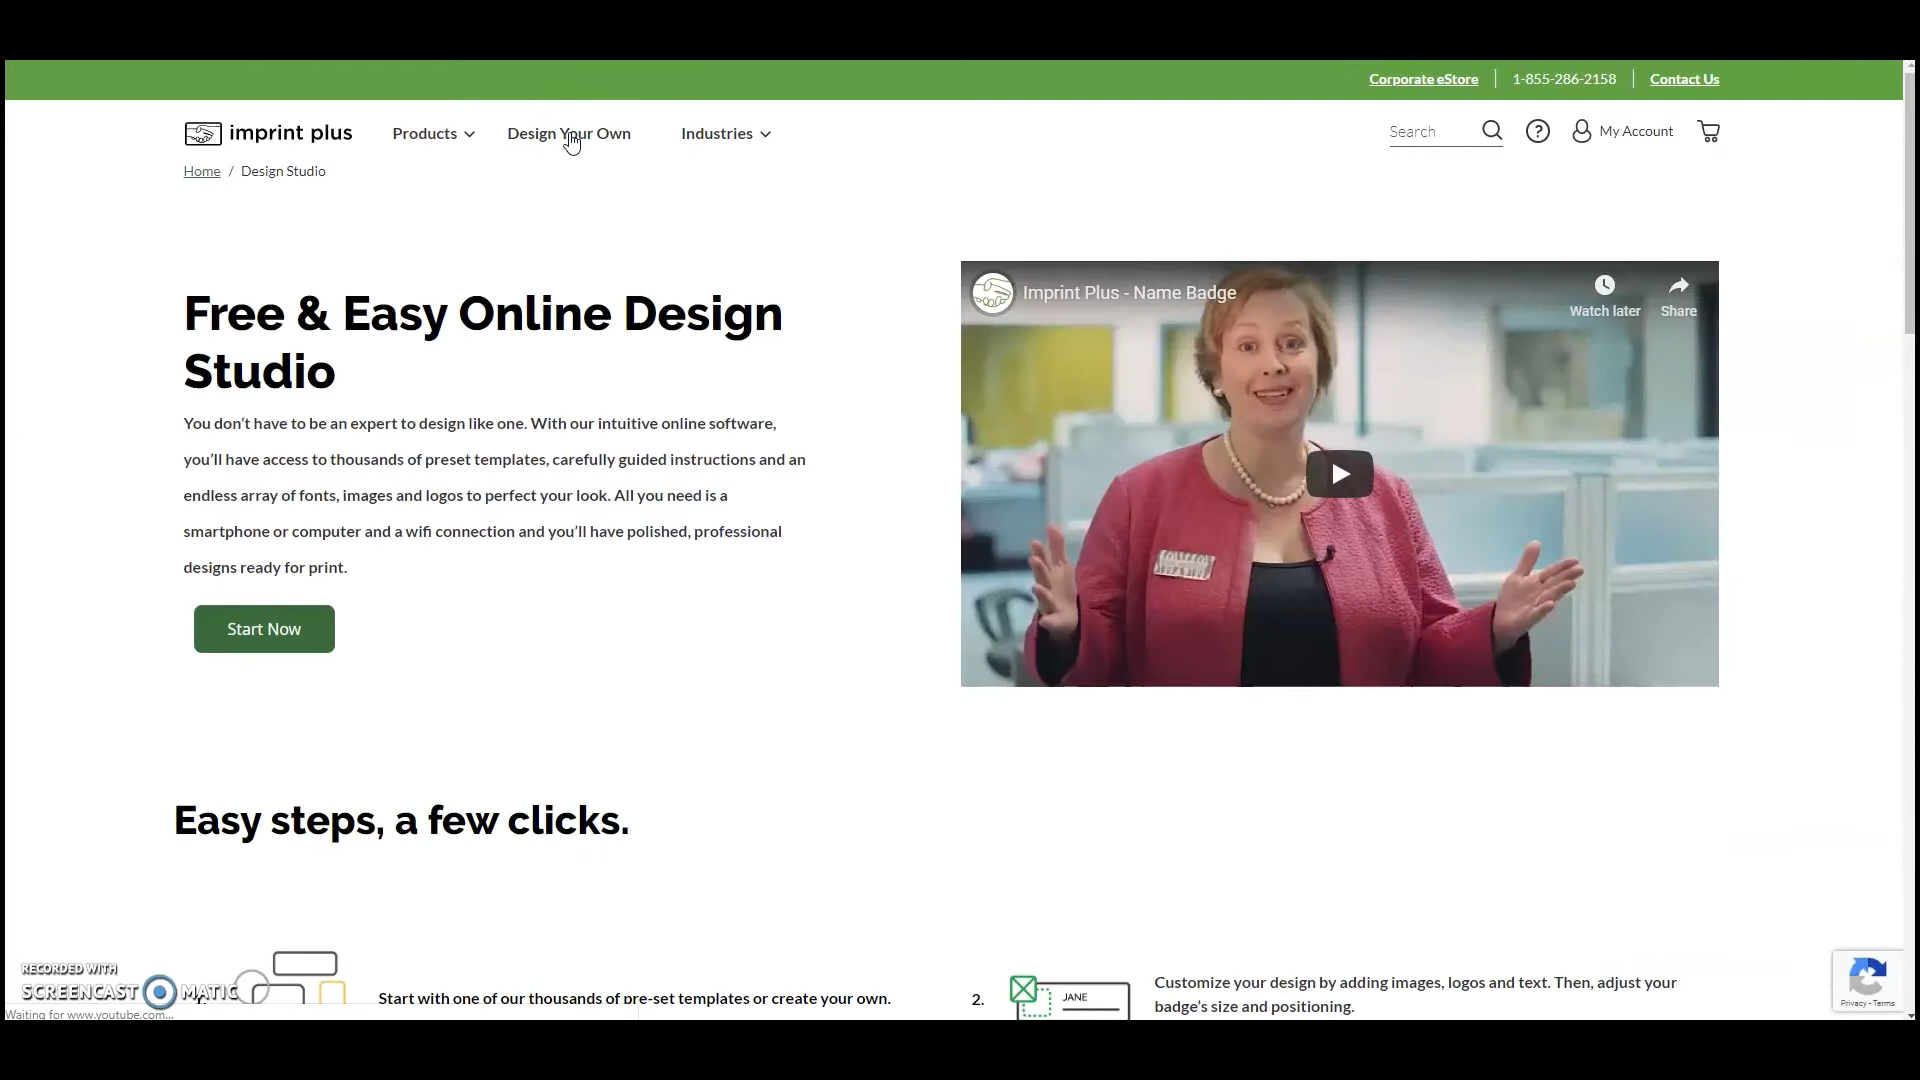 Corporate eStore
1-855-286-2158
Contact Us
imprint plus
Products
Design Your Own
Industries
Search
?
My Account
Home / Design Studio
Free & Easy Online Design
Studio
You don’t have to be an expert to design like one. With our intuitive online software,
you’ll have access to thousands of preset templates, carefully guided instructions and an
endless array of fonts, images and logos to perfect your look. All you need is a
smartphone or computer and a wifi connection and you’ll have polished, professional
designs ready for print.
Start Now
Imprint Plus - Name Badge
Watch later
Share
Easy steps, a few clicks.
Start with one of our thousands of pre-set templates or create your own.
2.
JANE
Customize your design by adding images, logos and text. Then, adjust your
badge’s size and positioning.
RECORDED WITH
SCREENCAST MATIC
Waiting for www.youtube.com...
Privacy - Terms